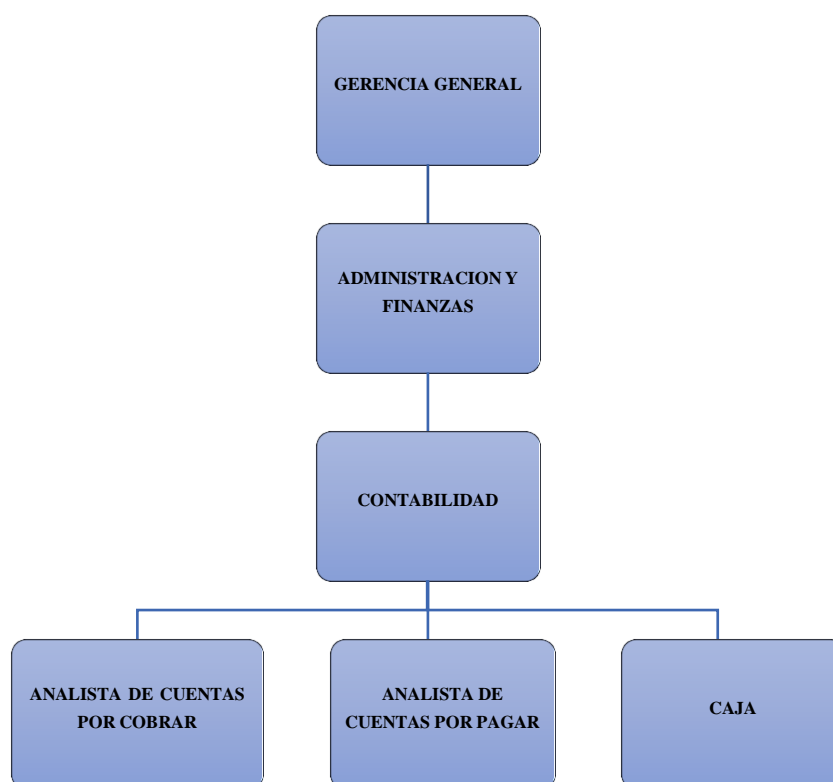 GERENCIA GENERAL
ADMINISTRACION Y
FINANZAS
CONTABILIDAD
ANALISTA DE CUENTAS
POR COBRAR
ANALISTA DE
CUENTAS POR PAGAR
CAJA